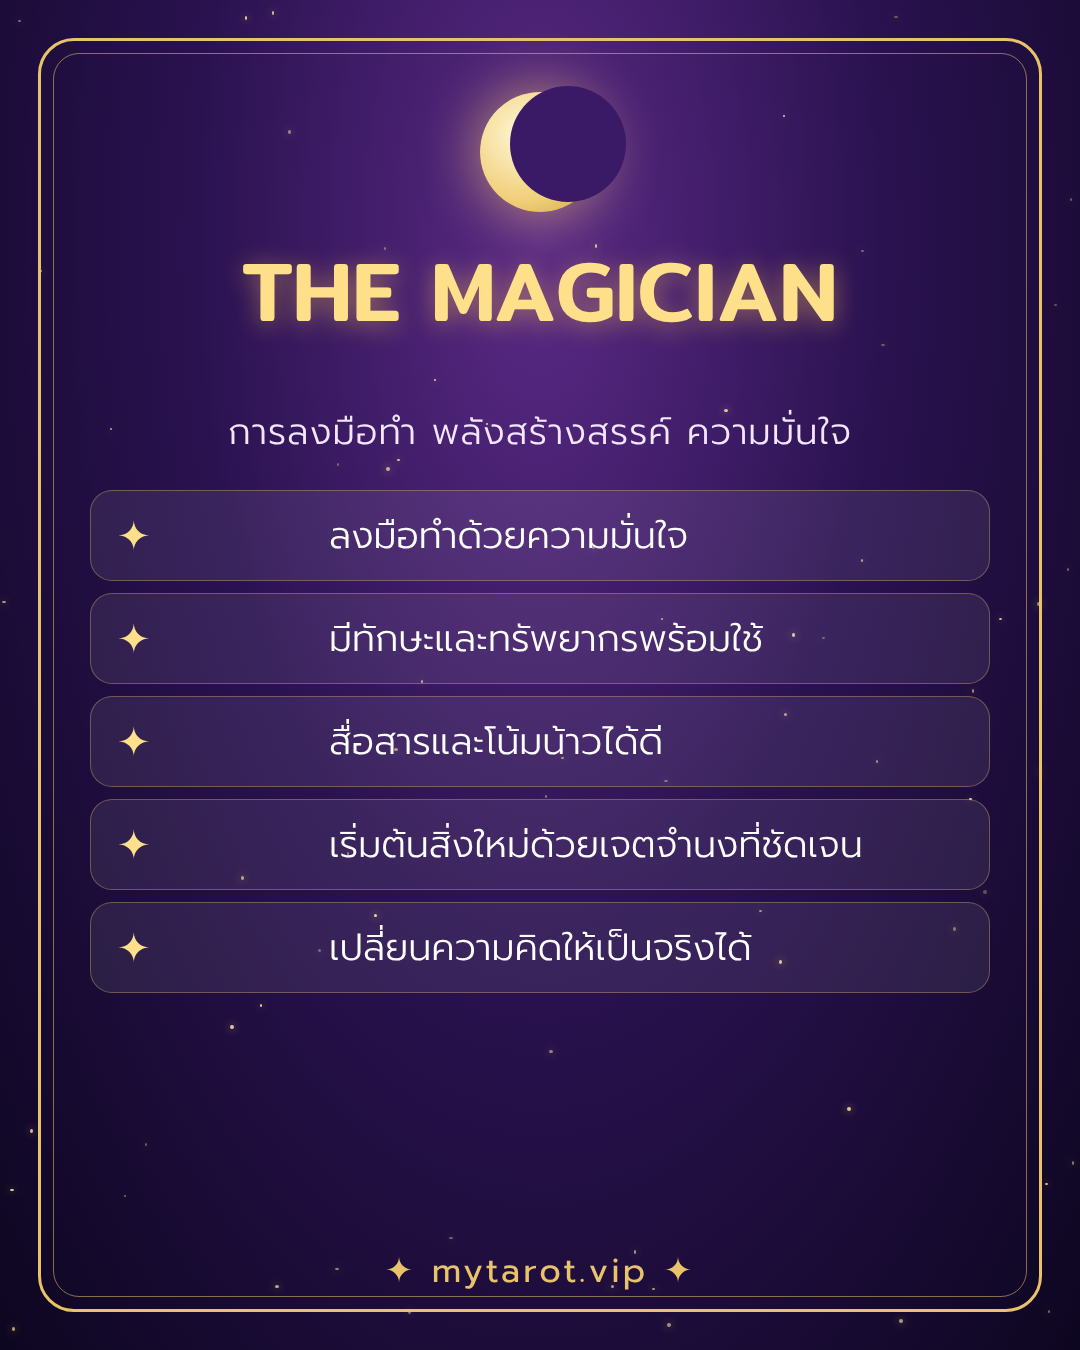 THE MAGICIAN
การลงมือทำ พลังสร้างสรรค์ ความมั่นใจ
✦ ลงมือทำด้วยความมั่นใจ
✦ มีทักษะและทรัพยากรพร้อมใช้
✦ สื่อสารและโน้มน้าวได้ดี
✦ เริ่มต้นสิ่งใหม่ด้วยเจตจำนงที่ชัดเจน
✦ เปลี่ยนความคิดให้เป็นจริงได้
✦ mytarot.vip ✦